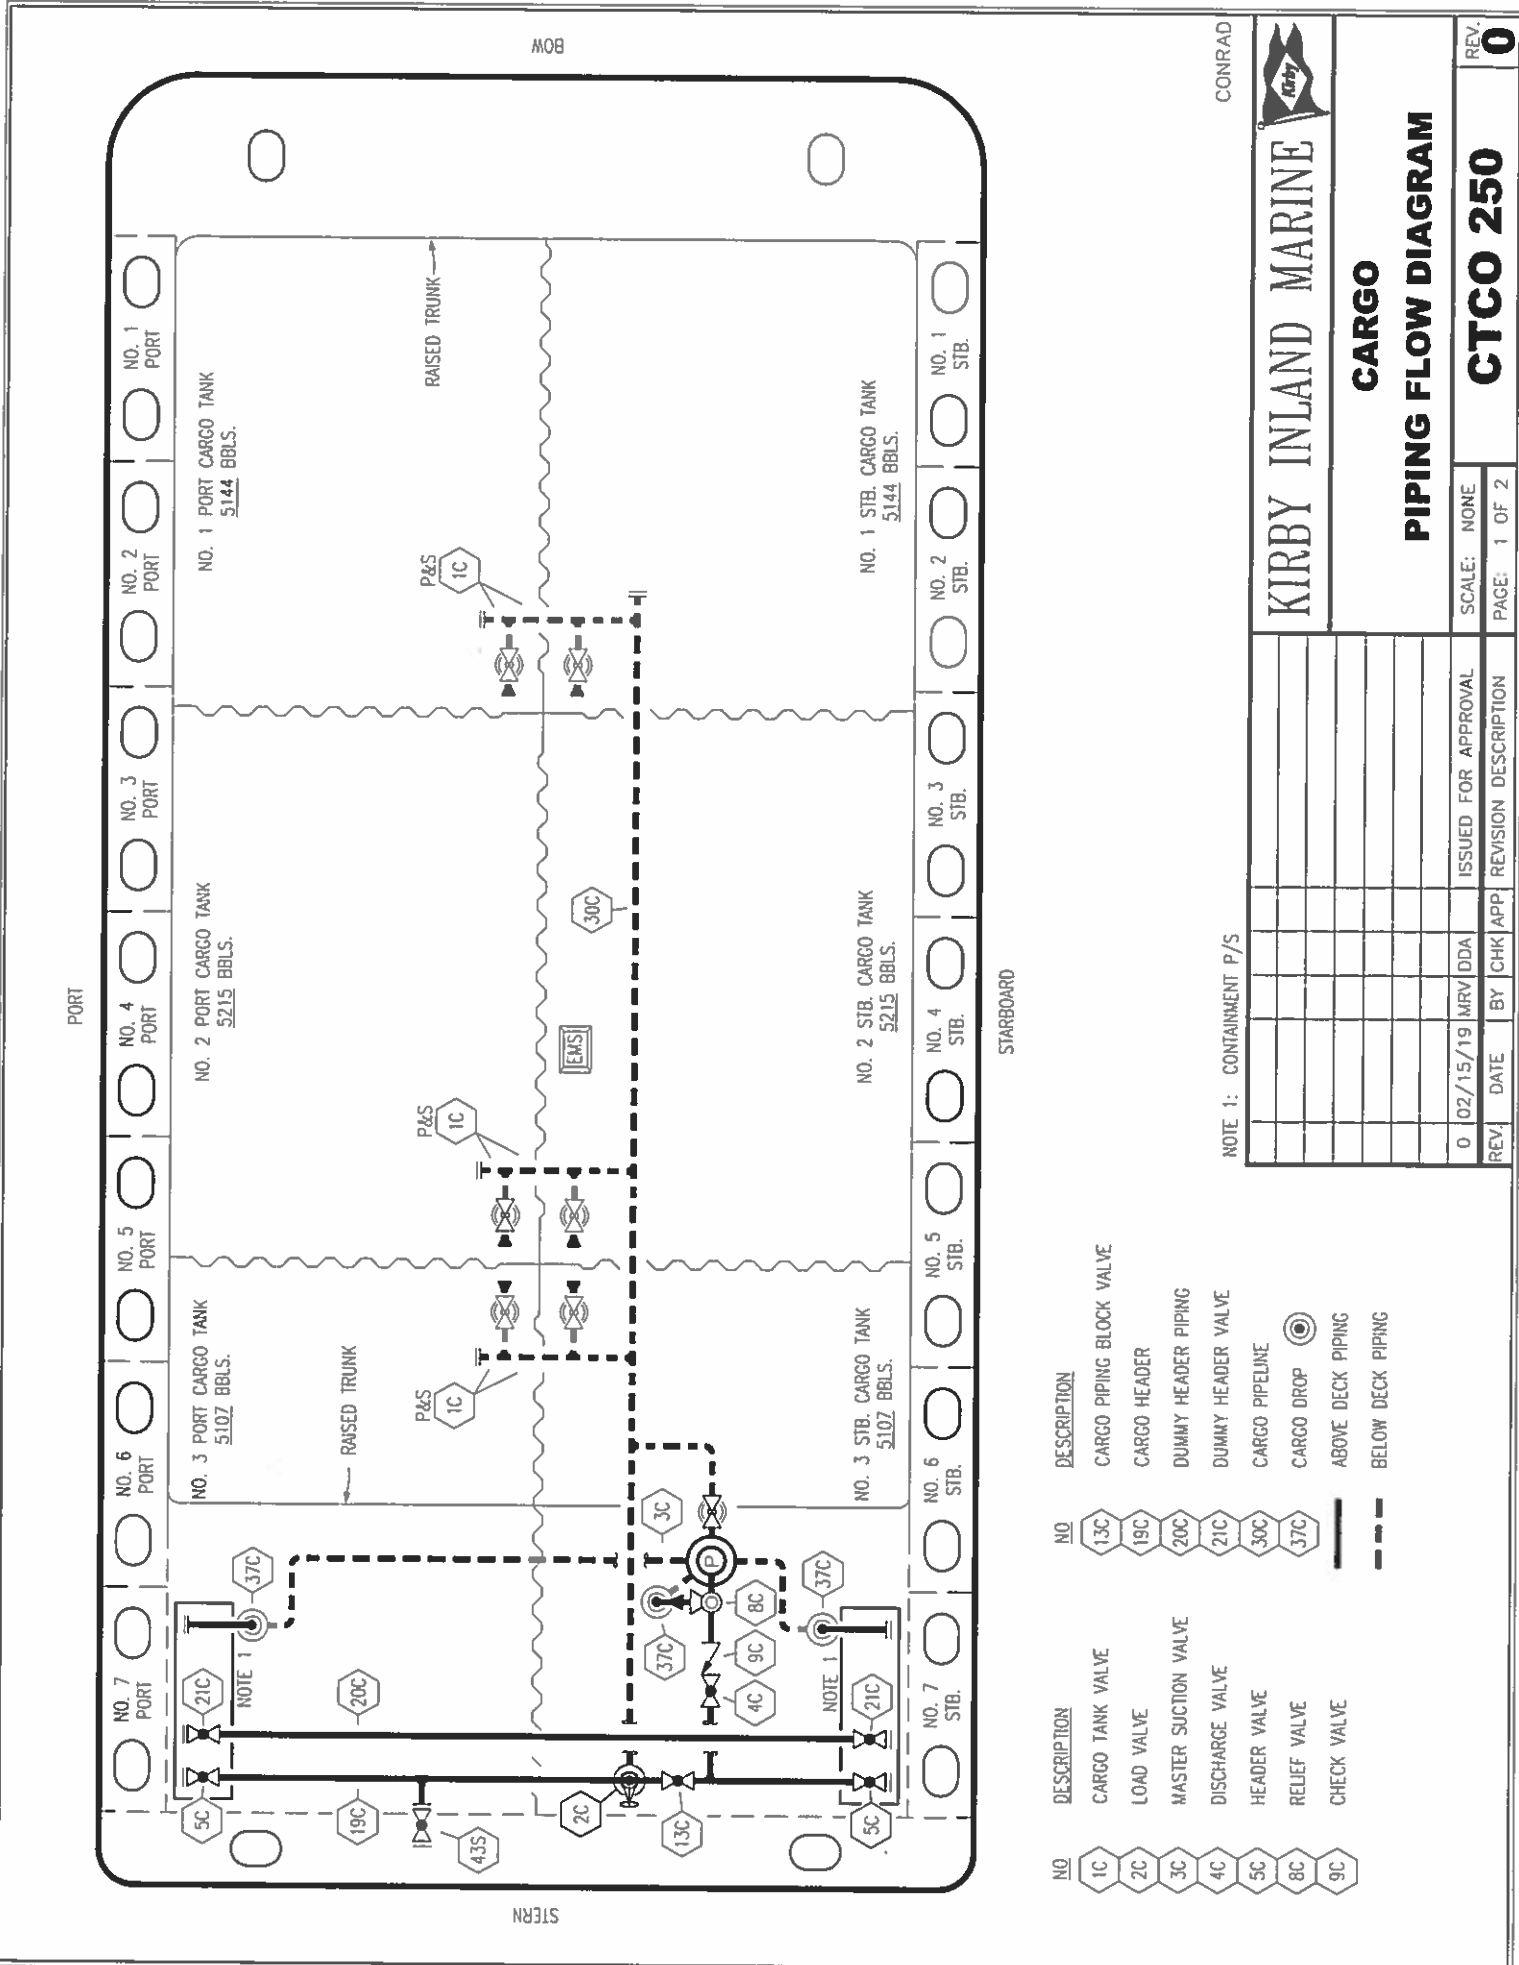 BOW
PORT
STARBOARD
STERN
CONRAD
NO. 7
PORT
NO. 6
PORT
NO. 5
PORT
NO. 4
PORT
NO. 3
PORT
NO. 2
PORT
NO. 1
PORT
NO. 3 PORT CARGO TANK
5107 BBLS.
NO. 2 PORT CARGO TANK
5215 BBLS.
NO. 1 PORT CARGO TANK
5144 BBLS.
RAISED TRUNK
RAISED TRUNK
P&S
1C
P&S
1C
P&S
1C
30C
EMSI
37C
NOTE 1
21C
20C
5C
19C
43S
2C
13C
3C
37C
8C
9C
4C
37C
NOTE 1
21C
5C
P
NO. 3 STB. CARGO TANK
5107 BBLS.
NO. 2 STB. CARGO TANK
5215 BBLS.
NO. 1 STB. CARGO TANK
5144 BBLS.
NO. 7
STB.
NO. 6
STB.
NO. 5
STB.
NO. 4
STB.
NO. 3
STB.
NO. 2
STB.
NO. 1
STB.
NO DESCRIPTION
1C CARGO TANK VALVE
2C LOAD VALVE
3C MASTER SUCTION VALVE
4C DISCHARGE VALVE
5C HEADER VALVE
8C RELIEF VALVE
9C CHECK VALVE
NO DESCRIPTION
13C CARGO PIPING BLOCK VALVE
19C CARGO HEADER
20C DUMMY HEADER PIPING
21C DUMMY HEADER VALVE
30C CARGO PIPELINE
37C CARGO DROP
ABOVE DECK PIPING
BELOW DECK PIPING
NOTE 1: CONTAINMENT P/S
0 02/15/19 MRV DDA ISSUED FOR APPROVAL
REV. DATE BY CHK APP. REVISION DESCRIPTION
KIRBY INLAND MARINE
Kirby
CARGO
PIPING FLOW DIAGRAM
SCALE: NONE
PAGE: 1 OF 2
CTCO 250
REV.
0